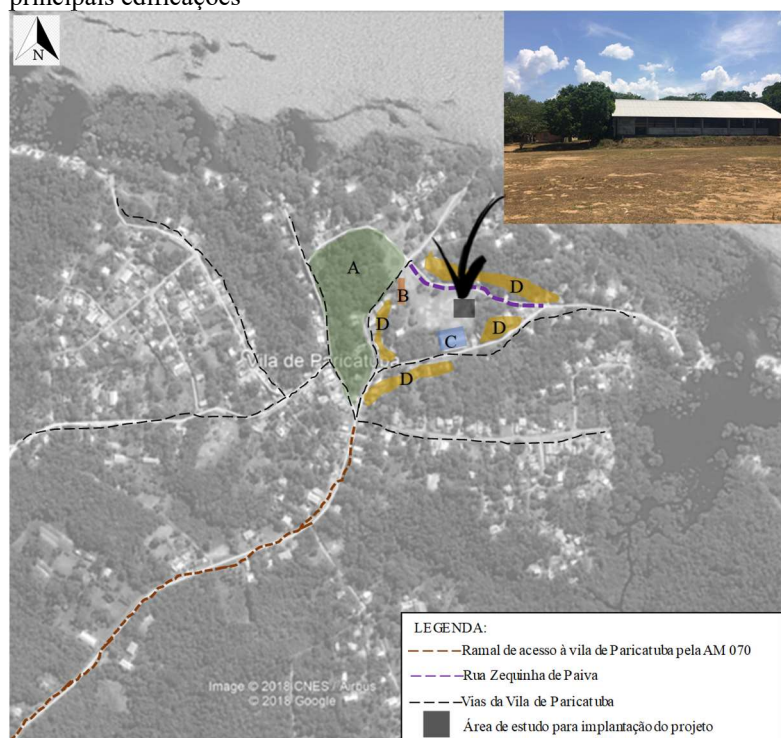 principais edificações
N
A
B
D
D
D
C
Vila de Paricatuba
D
Image © 2018 CNES / Airbus
© 2018 Google
LEGENDA:
Ramal de acesso à vila de Paricatuba pela AM 070
Rua Zequinha de Paiva
Vias da Vila de Paricatuba
Área de estudo para implantação do projeto